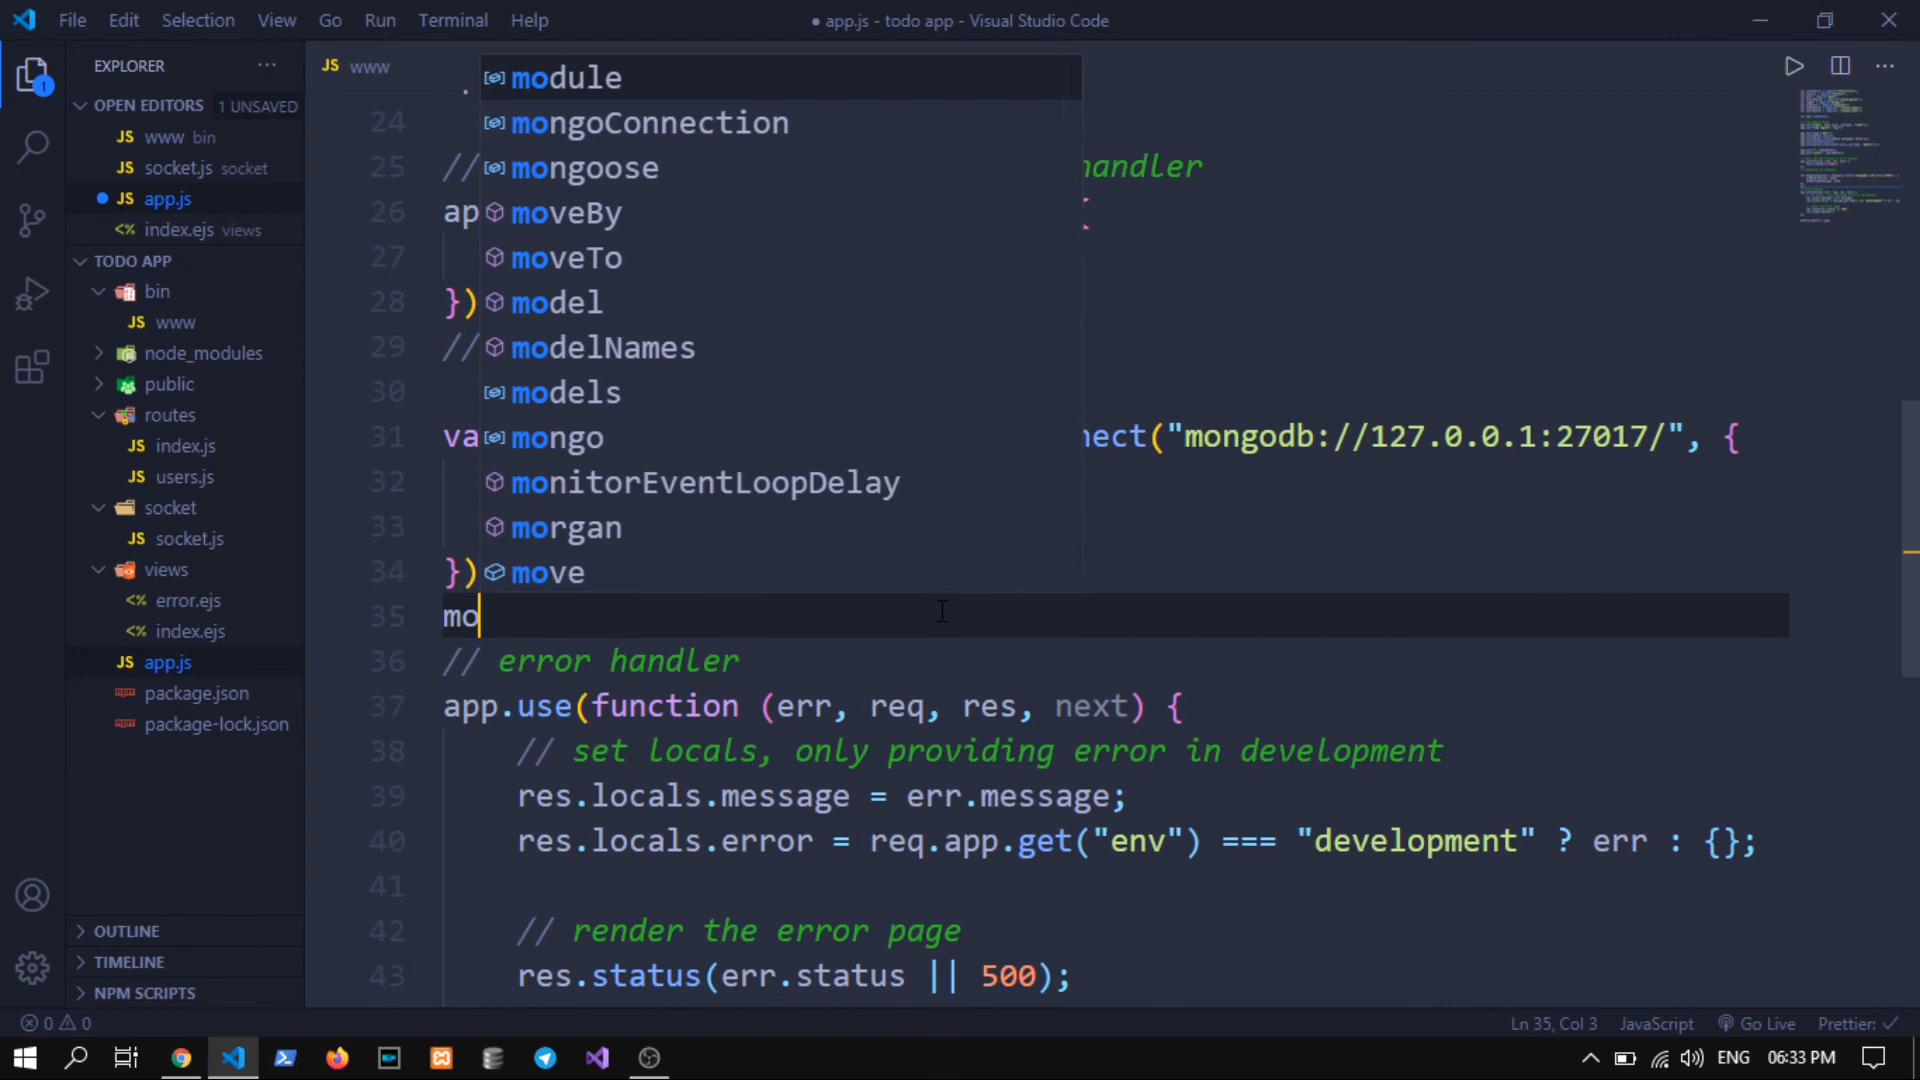 File Edit Selection View Go Run Terminal Help
● app.js - todo app - Visual Studio Code
EXPLORER ···
OPEN EDITORS 1 UNSAVED
JS www bin
JS socket.js socket
JS app.js
<%> index.ejs views
TODO APP
bin
JS www
node_modules
public
routes
JS index.js
JS users.js
socket
JS socket.js
views
<%> error.ejs
<%> index.ejs
JS app.js
package.json
package-lock.json
OUTLINE
TIMELINE
NPM SCRIPTS
1
JS www
module
mongoConnection
mongoose
moveBy
moveTo
model
modelNames
models
mongo
monitorEventLoopDelay
morgan
move
24
25 // handler
26 ap {
27
28 })
29 //
30
31 va nect("mongodb://127.0.0.1:27017/", {
32
33
34 })
35 mo
36 // error handler
37 app.use(function (err, req, res, next) {
38 // set locals, only providing error in development
39 res.locals.message = err.message;
40 res.locals.error = req.app.get("env") === "development" ? err : {};
41
42 // render the error page
43 res.status(err.status || 500);
0 0
Ln 35, Col 3 JavaScript Go Live Prettier: ✓
ENG 06:33 PM